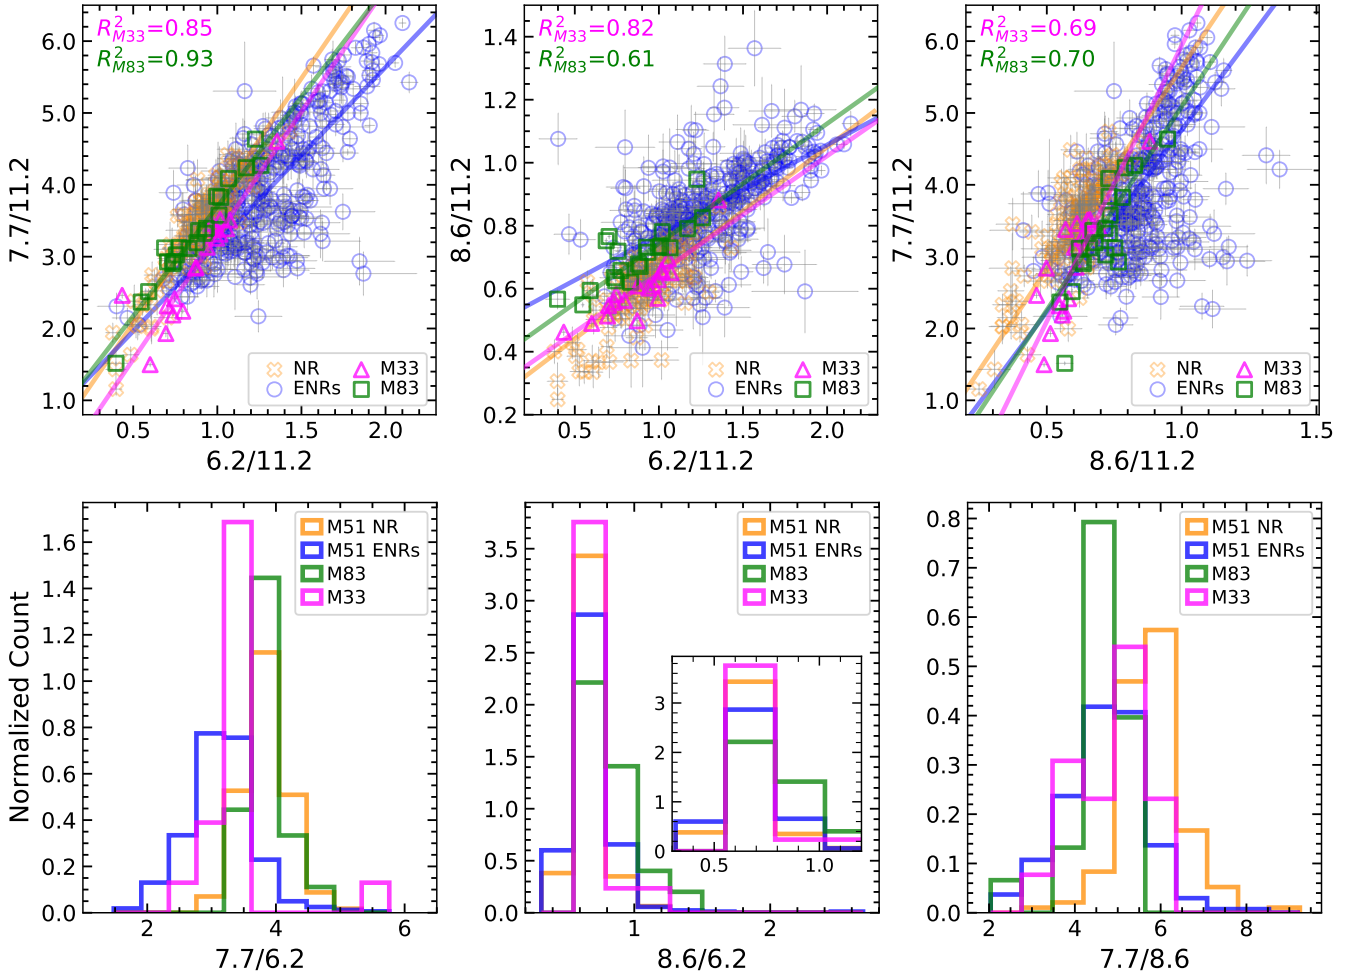 R²M33=0.85
R²M83=0.93
6.0
5.0
4.0
3.0
2.0
1.0
7.7/11.2
NR
M33
ENRs
M83
0.5
1.0
1.5
2.0
6.2/11.2
R²M33=0.82
R²M83=0.61
1.4
1.2
1.0
0.8
0.6
0.4
0.2
8.6/11.2
NR
M33
ENRs
M83
0.5
1.0
1.5
2.0
6.2/11.2
R²M33=0.69
R²M83=0.70
6.0
5.0
4.0
3.0
2.0
1.0
7.7/11.2
NR
M33
ENRs
M83
0.5
1.0
1.5
8.6/11.2
M51 NR
M51 ENRs
M83
M33
1.6
1.4
1.2
1.0
0.8
0.6
0.4
0.2
0.0
Normalized Count
2
4
6
7.7/6.2
M51 NR
M51 ENRs
M83
M33
3.5
3.0
2.5
2.0
1.5
1.0
0.5
0.0
3
2
1
0
0.5
1.0
1
2
8.6/6.2
M51 NR
M51 ENRs
M83
M33
0.8
0.7
0.6
0.5
0.4
0.3
0.2
0.1
0.0
2
4
6
8
7.7/8.6